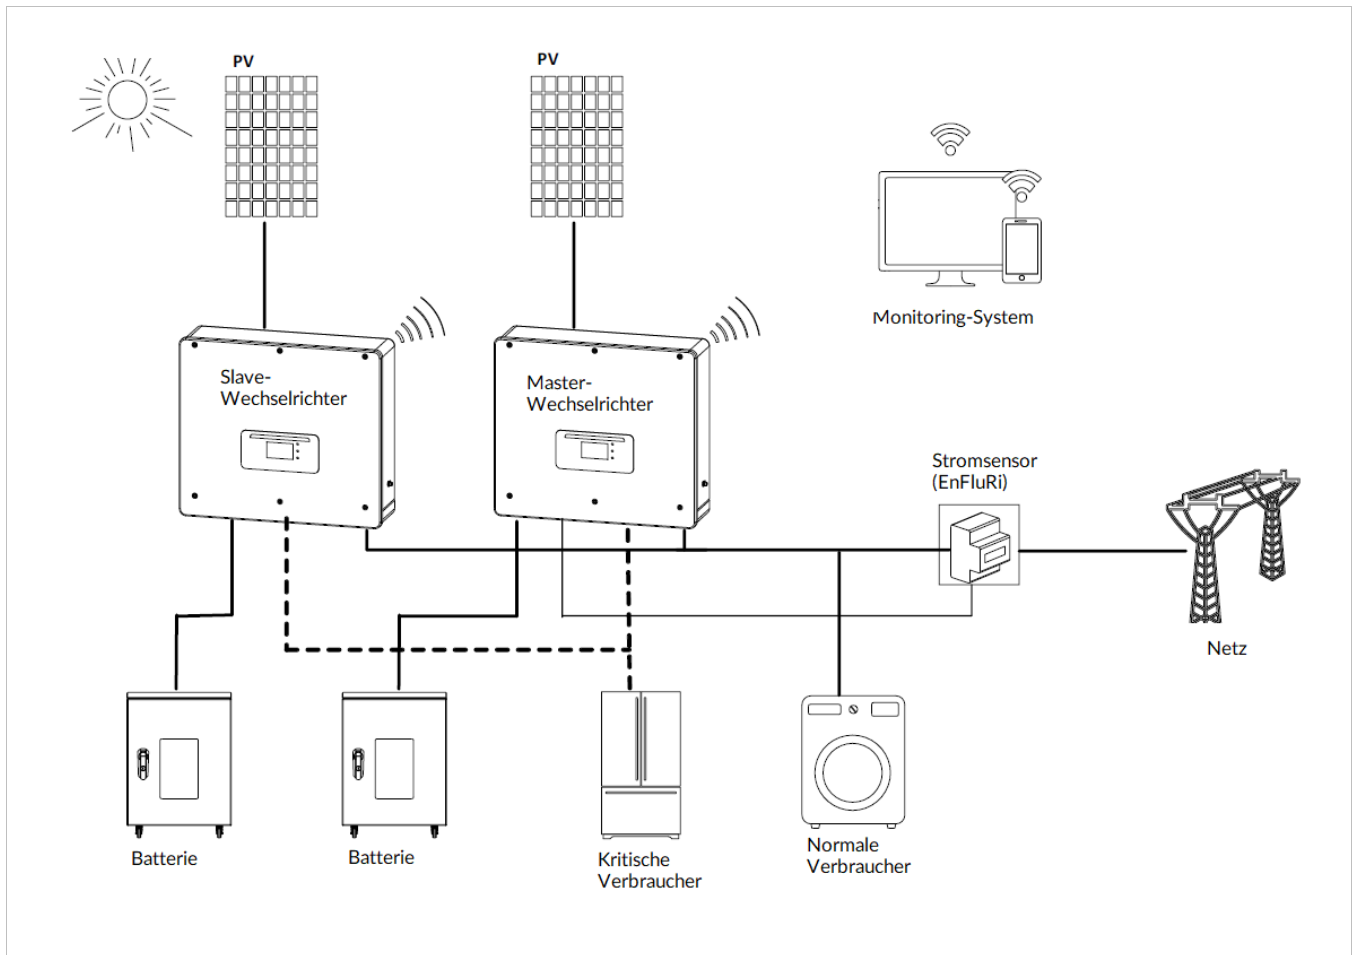 PV
PV
Monitoring-System
Slave-
Wechselrichter
Master-
Wechselrichter
Stromsensor
(EnFluRi)
Netz
Batterie
Batterie
Kritische
Verbraucher
Normale
Verbraucher